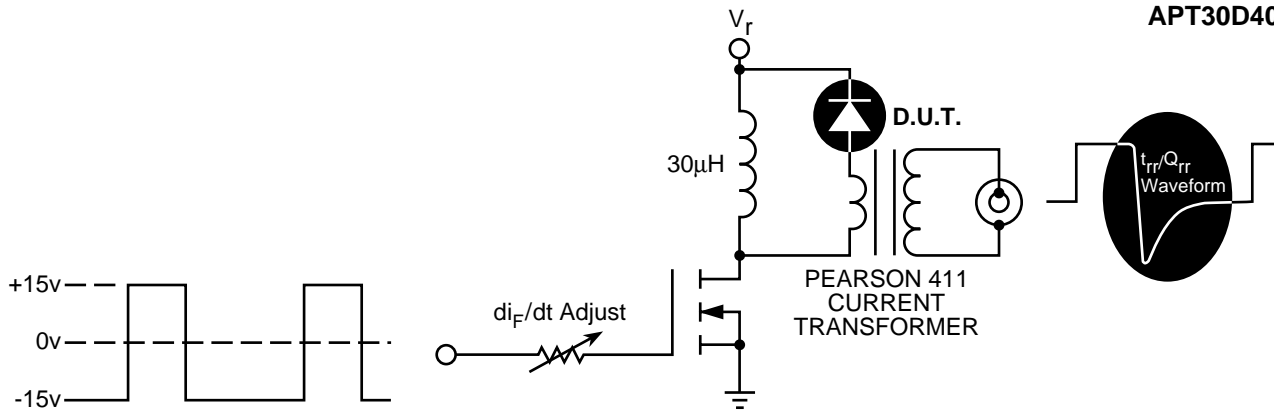 APT30D40
Vr
D.U.T.
30μH
trr/Qrr
Waveform
PEARSON 411
CURRENT
TRANSFORMER
+15v
0v
-15v
diF/dt Adjust